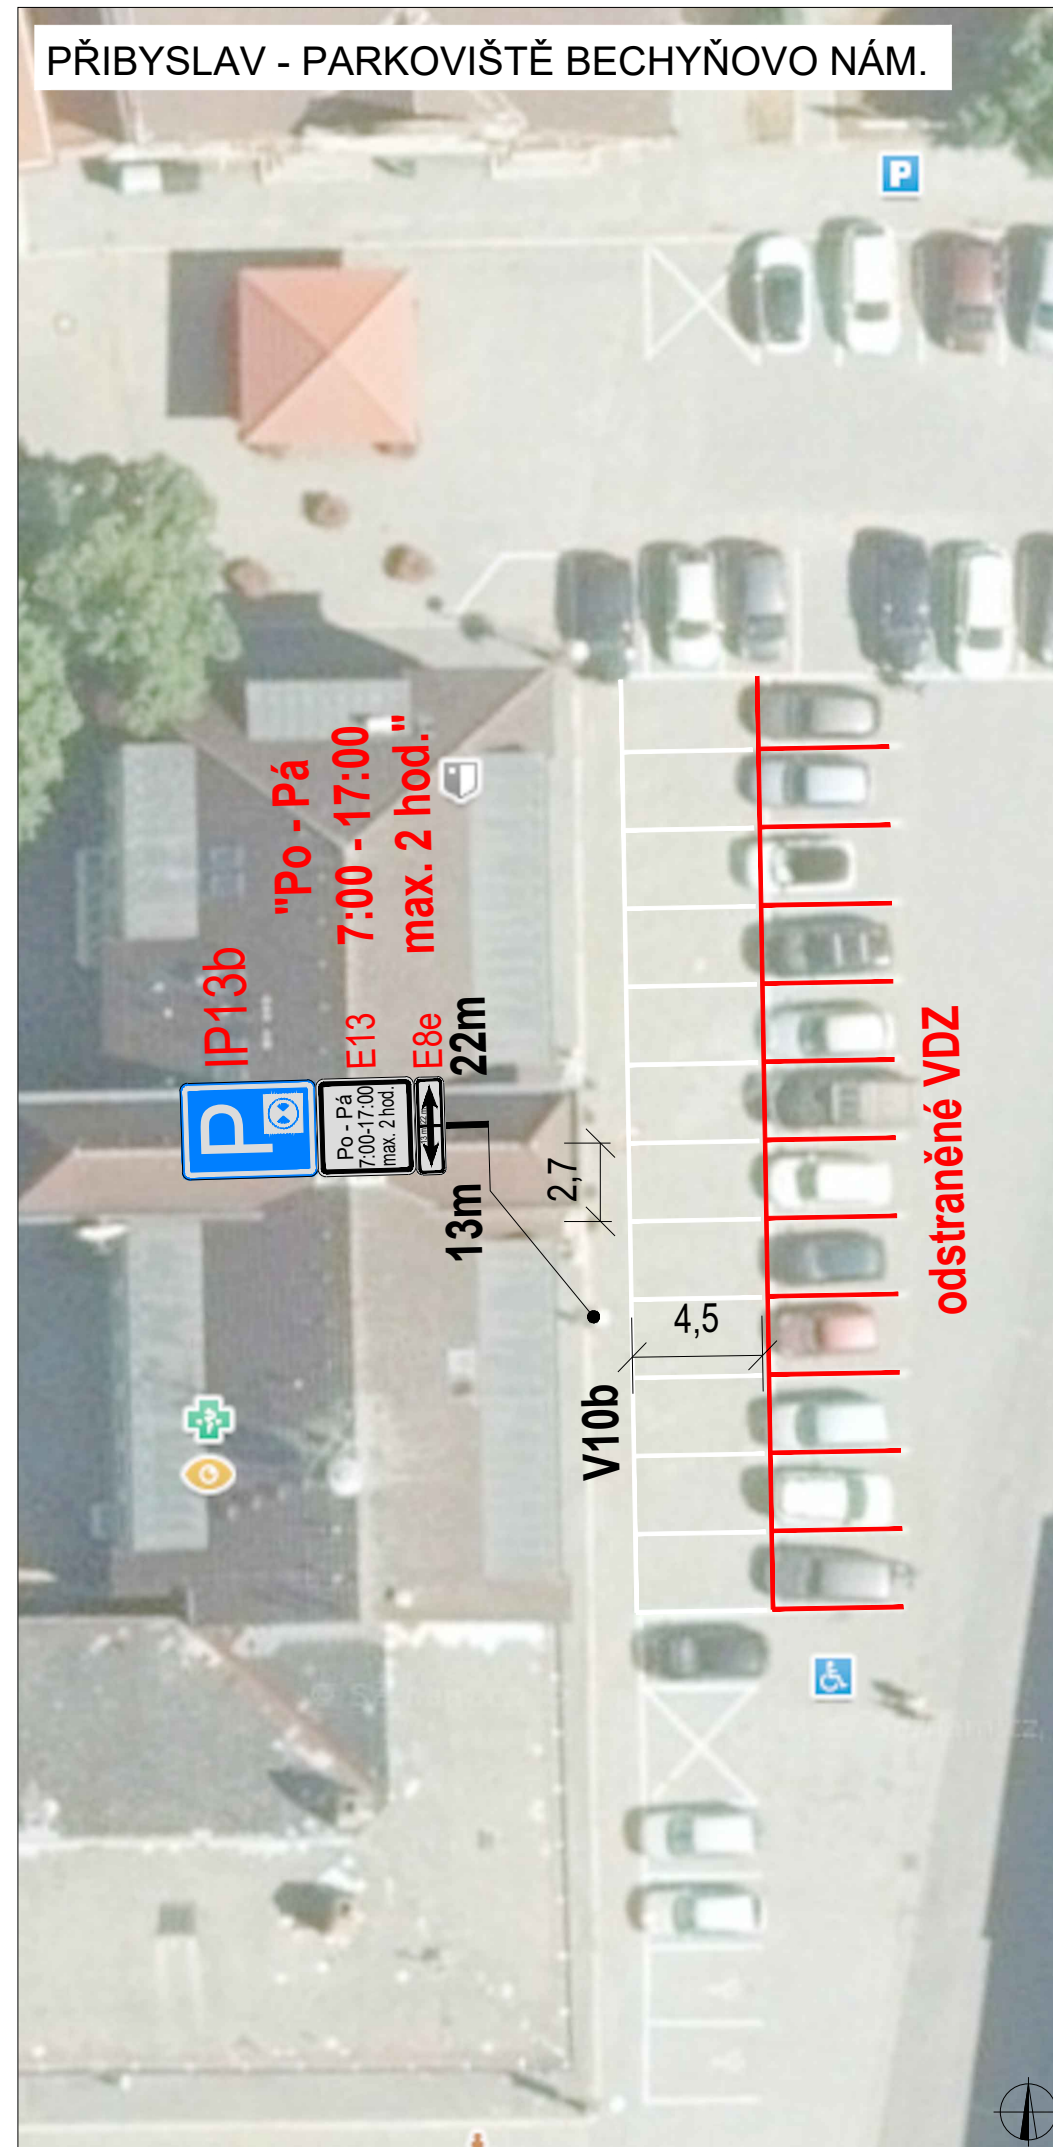 PŘIBYSLAV - PARKOVIŠTĚ BECHYŇOVO NÁM.
P
IP13b
"Po - Pá
E13 7:00 - 17:00
E8e max. 2 hod."
P
Po - Pá
7:00-17:00
max. 2 hod.
22m
13m
2,7
4,5
V10b
odstraněné VDZ